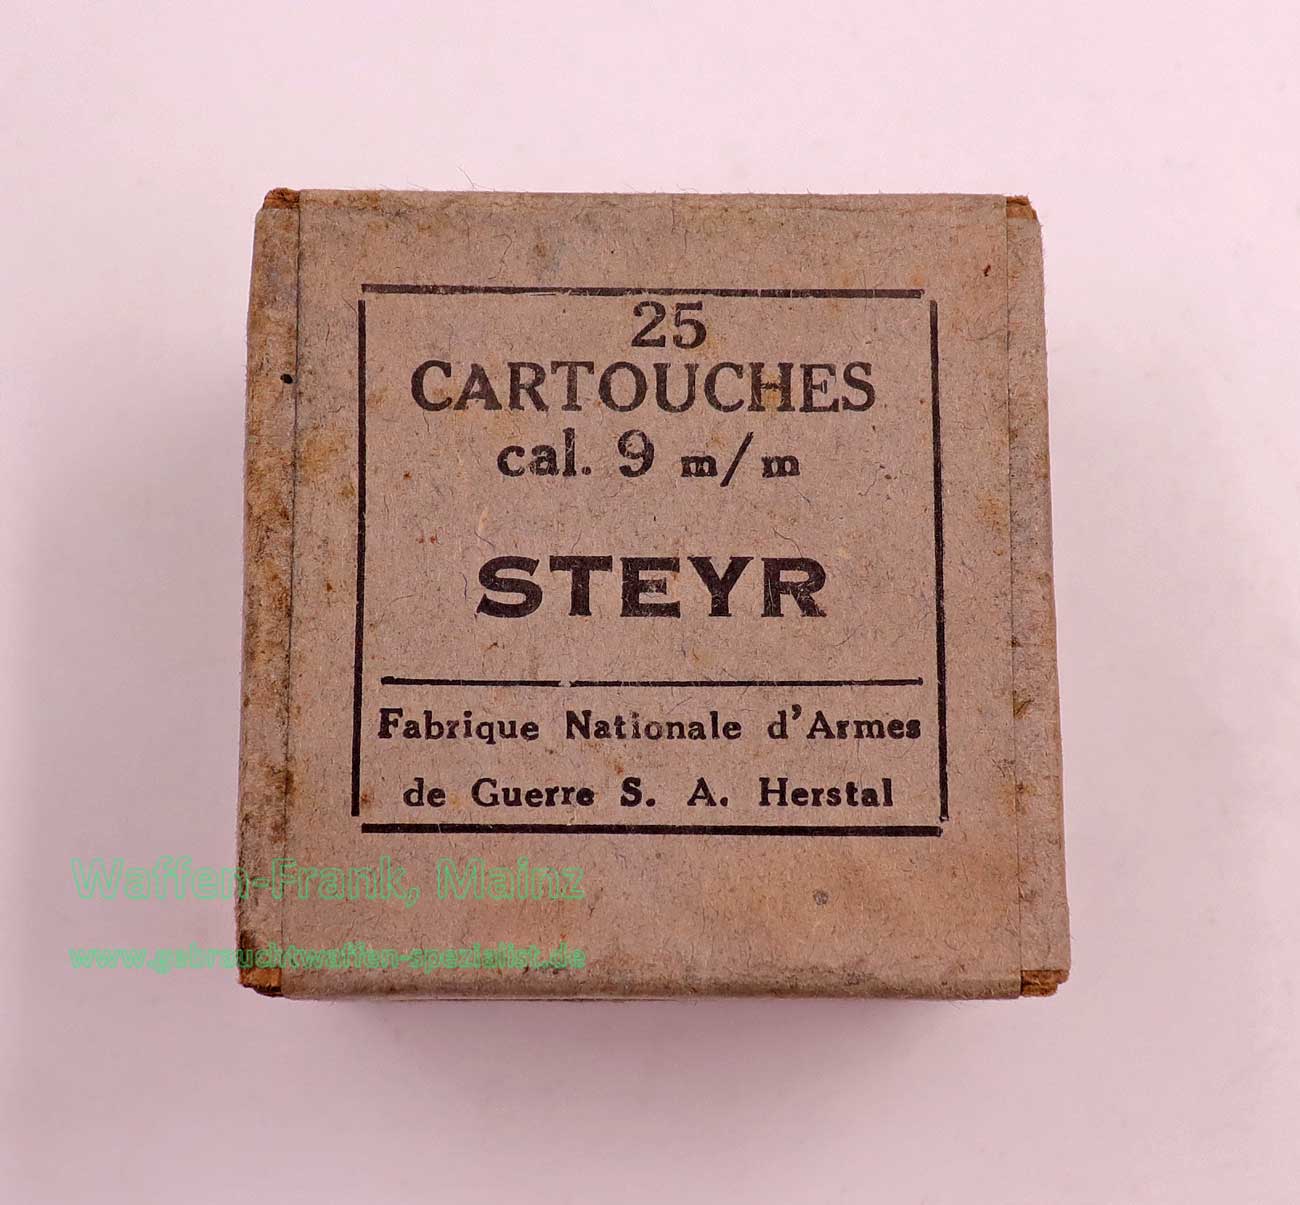 25
CARTOUCHES
cal. 9 m/m
STEYR
Fabrique Nationale d'Armes
de Guerre S. A. Herstal
Waffen-Frank, Mainz
www.gebrauchtwaffen-spezialist.de